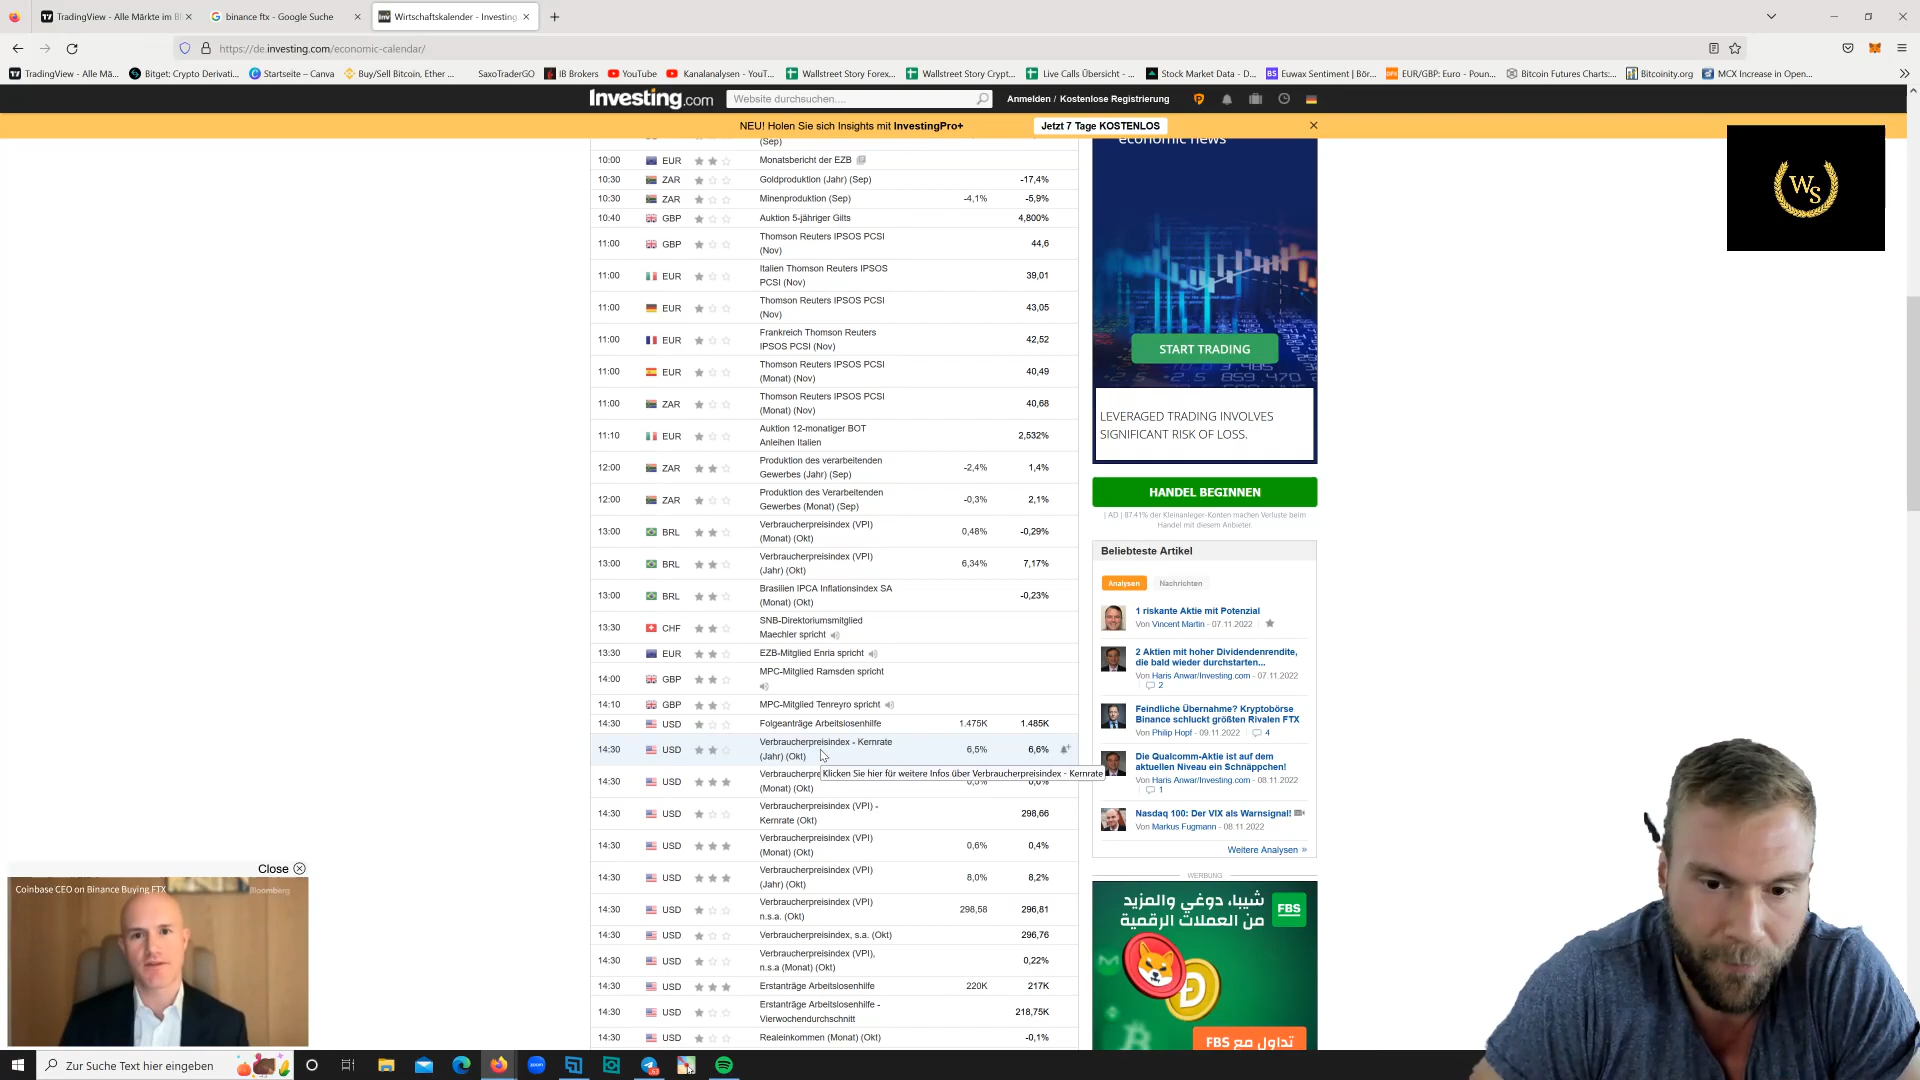 TradingView - Alle Märkte im Bl
binance ftx - Google Suche
Wirtschaftskalender - Investing.
https://de.investing.com/economic-calendar/
TradingView - Alle Mä...
Bitget: Crypto Derivati...
Startseite – Canva
Buy/Sell Bitcoin, Ether ...
SaxoTraderGO
IB Brokers
YouTube
Kanalanalysen - YouT...
Wallstreet Story Forex...
Wallstreet Story Crypt...
Live Calls Übersicht - ...
Stock Market Data - D...
Euwax Sentiment | Bör...
EUR/GBP: Euro - Poun...
Bitcoin Futures Charts:...
Bitcoinity.org
MCX Increase in Open...
Investing.com
Website durchsuchen....
Anmelden / Kostenlose Registrierung
NEU! Holen Sie sich Insights mit InvestingPro+
Jetzt 7 Tage KOSTENLOS
(Sep)
10:00 EUR Monatsbericht der EZB
10:30 ZAR Goldproduktion (Jahr) (Sep) -17,4%
10:30 ZAR Minenproduktion (Sep) -4,1% -5,9%
10:40 GBP Auktion 5-jähriger Gilts 4,800%
11:00 GBP Thomson Reuters IPSOS PCSI 44,6
(Nov)
11:00 EUR Italien Thomson Reuters IPSOS 39,01
PCSI (Nov)
11:00 EUR Thomson Reuters IPSOS PCSI 43,05
(Nov)
11:00 EUR Frankreich Thomson Reuters 42,52
IPSOS PCSI (Nov)
11:00 EUR Thomson Reuters IPSOS PCSI 40,49
(Monat) (Nov)
11:00 ZAR Thomson Reuters IPSOS PCSI 40,68
(Monat) (Nov)
11:10 EUR Auktion 12-monatiger BOT 2,532%
Anleihen Italien
12:00 ZAR Produktion des verarbeitenden -2,4% 1,4%
Gewerbes (Jahr) (Sep)
12:00 ZAR Produktion des Verarbeitenden -0,3% 2,1%
Gewerbes (Monat) (Sep)
13:00 BRL Verbraucherpreisindex (VPI) 0,48% -0,29%
(Monat) (Okt)
13:00 BRL Verbraucherpreisindex (VPI) 6,34% 7,17%
(Jahr) (Okt)
13:00 BRL Brasilien IPCA Inflationsindex SA -0,23%
(Monat) (Okt)
13:30 CHF SNB-Direktoriumsmitglied
Maechler spricht
13:30 EUR EZB-Mitglied Enria spricht
14:00 GBP MPC-Mitglied Ramsden spricht
14:10 GBP MPC-Mitglied Tenreyro spricht
14:30 USD Folgeanträge Arbeitslosenhilfe 1.475K 1.485K
14:30 USD Verbraucherpreisindex - Kernrate 6,5% 6,6%
(Jahr) (Okt)
Klicken Sie hier für weitere Infos über Verbraucherpreisindex - Kernrate
14:30 USD Verbraucherpre
(Monat) (Okt)
14:30 USD Verbraucherpreisindex (VPI) - 298,66
Kernrate (Okt)
14:30 USD Verbraucherpreisindex (VPI) 0,6% 0,4%
(Monat) (Okt)
14:30 USD Verbraucherpreisindex (VPI) 8,0% 8,2%
(Jahr) (Okt)
14:30 USD Verbraucherpreisindex (VPI) 298,58 296,81
n.s.a. (Okt)
14:30 USD Verbraucherpreisindex, s.a. (Okt) 296,76
14:30 USD Verbraucherpreisindex (VPI), 0,22%
n.s.a (Monat) (Okt)
14:30 USD Erstanträge Arbeitslosenhilfe 220K 217K
14:30 USD Erstanträge Arbeitslosenhilfe - 218,75K
Vierwochendurchschnitt
14:30 USD Realeinkommen (Monat) (Okt) -0,1%
economic news
START TRADING
LEVERAGED TRADING INVOLVES
SIGNIFICANT RISK OF LOSS.
HANDEL BEGINNEN
| AD | 87.41% der Kleinanleger-Konten machen Verluste beim
Handel mit diesem Anbieter.
Beliebteste Artikel
Analysen Nachrichten
1 riskante Aktie mit Potenzial
Von Vincent Martin - 07.11.2022
2 Aktien mit hoher Dividendenrendite,
die bald wieder durchstarten...
Von Haris Anwar/Investing.com - 07.11.2022
2
Feindliche Übernahme? Kryptobörse
Binance schluckt größten Rivalen FTX
Von Philip Hopf - 09.11.2022 4
Die Qualcomm-Aktie ist auf dem
aktuellen Niveau ein Schnäppchen!
Von Haris Anwar/Investing.com - 08.11.2022
1
Nasdaq 100: Der VIX als Warnsignal!
Von Markus Fugmann - 08.11.2022
Weitere Analysen »
WERBUNG
شيبا، دوغي والمزيد
من العملات الرقمية
FBS
تداول مع FBS
WS
Close
Coinbase CEO on Binance Buying FTX
Bloomberg
Zur Suche Text hier eingeben
zoom